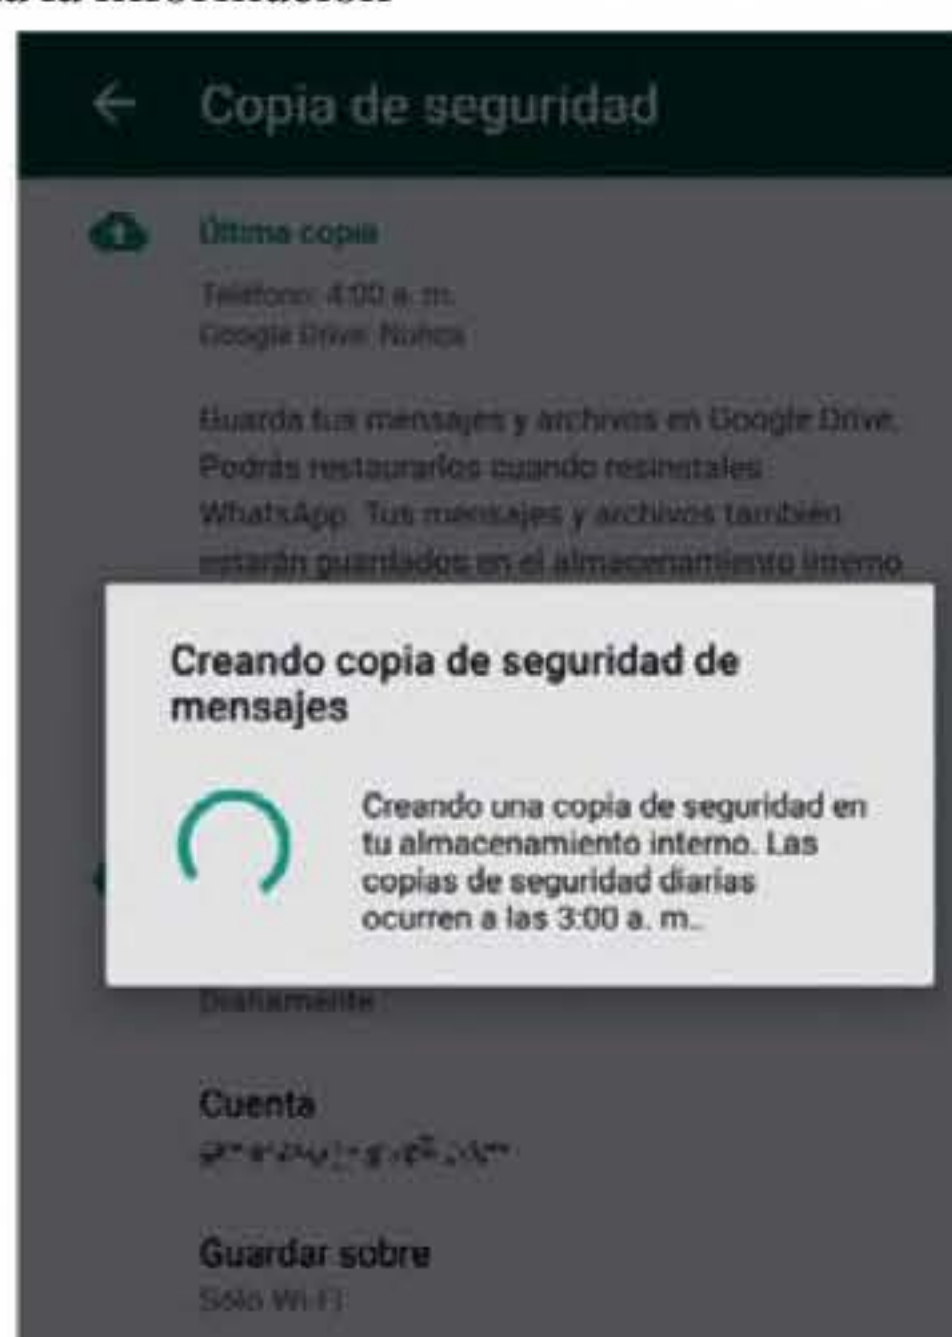 Copia de seguridad
Última copia
Teléfono: 4:00 a. m.
Google Drive: Nunca
Guarda tus mensajes y archivos en Google Drive.
Podrás restaurarlos cuando reinstales
WhatsApp. Tus mensajes y archivos también
estarán guardados en el almacenamiento interno
Creando copia de seguridad de
mensajes
Creando una copia de seguridad en
tu almacenamiento interno. Las
copias de seguridad diarias
ocurren a las 3:00 a. m..
Diariamente
Cuenta
Guardar sobre
Sólo Wi-Fi